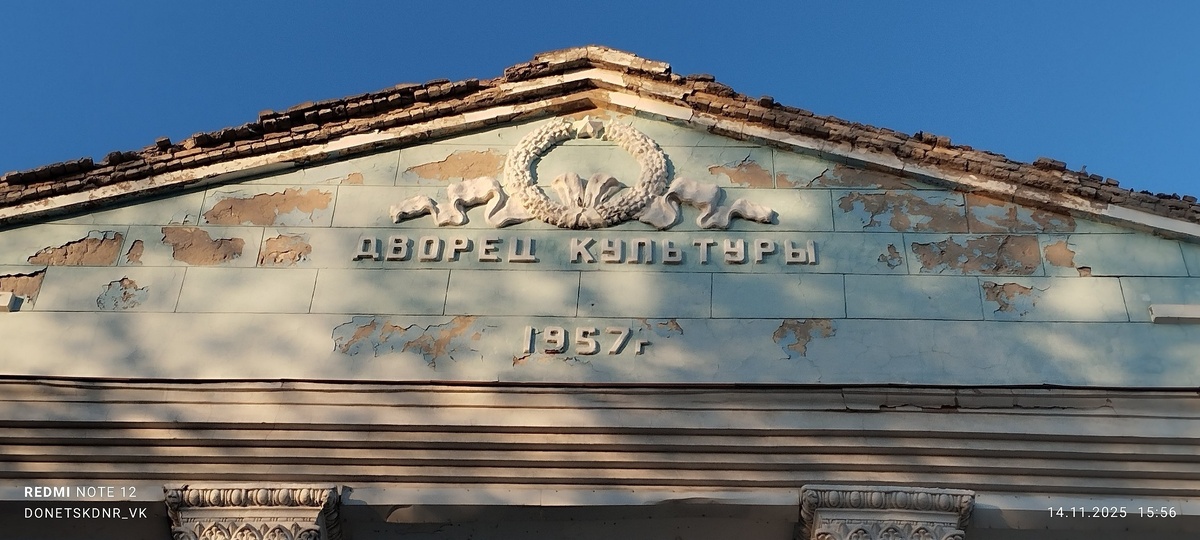 ДВОРЕЦ КУЛЬТУРЫ
1957г
REDMI NOTE 12
DONETSKDNR_VK
14.11.2025 15:56